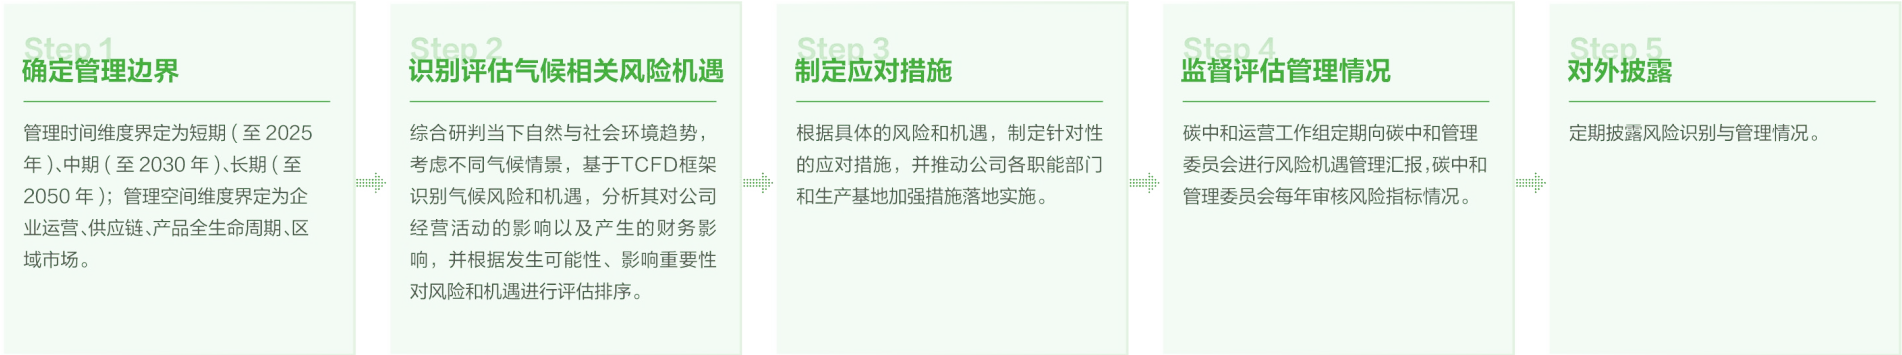 Step 1
确定管理边界
管理时间维度界定为短期(至2025
年)、中期(至2030年)、长期(至
2050年);管理空间维度界定为企
业运营、供应链、产品全生命周期、区
域市场。
Step 2
识别评估气候相关风险机遇
综合研判当下自然与社会环境趋势，
考虑不同气候情景，基于TCFD框架
识别气候风险和机遇，分析其对公司
经营活动的影响以及产生的财务影
响，并根据发生可能性、影响重要性
对风险和机遇进行评估排序。
Step 3
制定应对措施
根据具体的风险和机遇，制定针对性
的应对措施，并推动公司各职能部门
和生产基地加强措施落地实施。
Step 4
监督评估管理情况
碳中和运营工作组定期向碳中和管理
委员会进行风险机遇管理汇报,碳中和
管理委员会每年审核风险指标情况。
Step 5
对外披露
定期披露风险识别与管理情况。